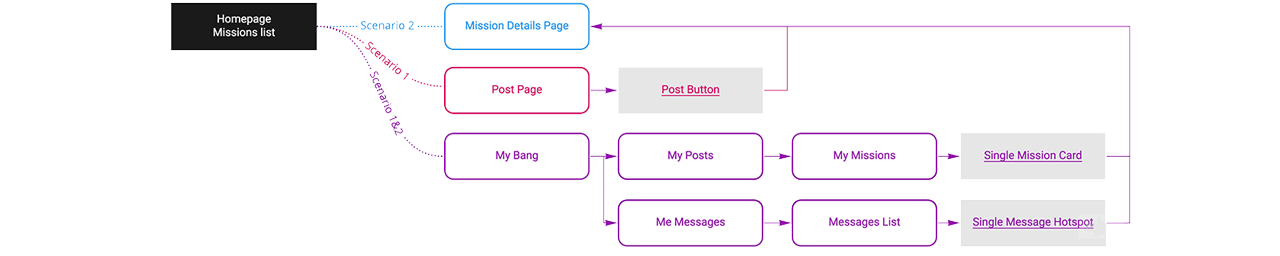 Homepage
Missions list
Scenario 2
Mission Details Page
Scenario 1
Post Page
Post Button
Scenario 1&2
My Bang
My Posts
My Missions
Single Mission Card
Me Messages
Messages List
Single Message Hotspot